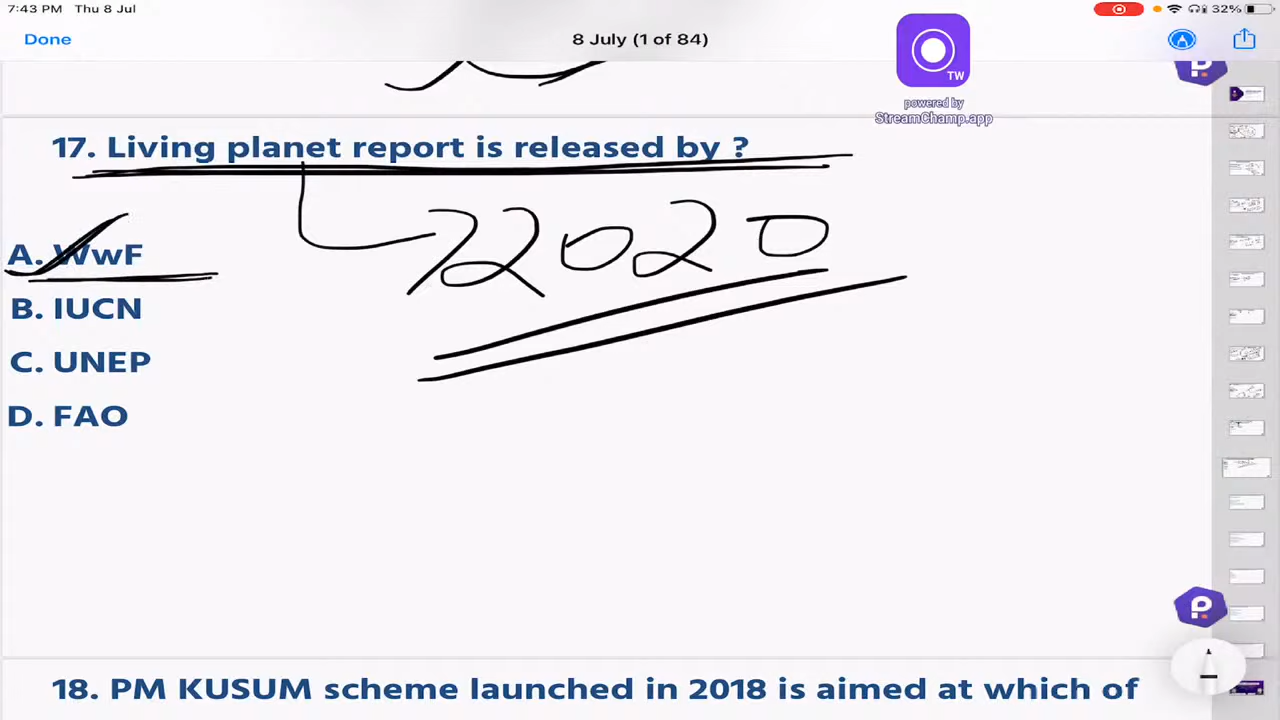 7:43 PM Thu 8 Jul
32%
Done
8 July (1 of 84)
TW
powered by
StreamChamp.app
17. Living planet report is released by ?
2020
A. WwF
B. IUCN
C. UNEP
D. FAO
18. PM KUSUM scheme launched in 2018 is aimed at which of